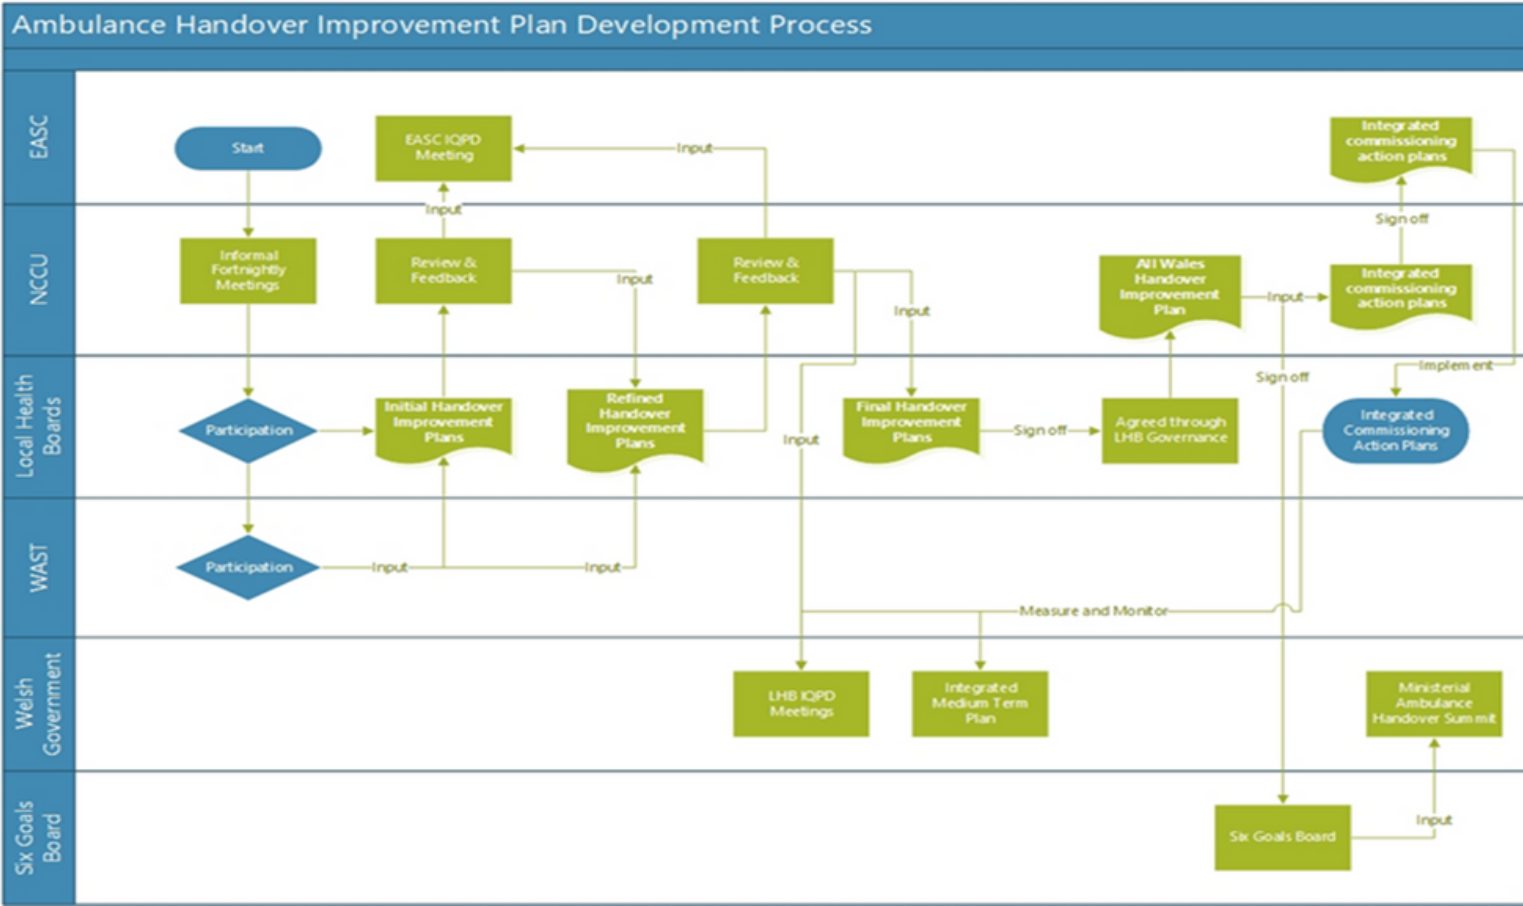 Ambulance Handover Improvement Plan Development Process
EASC
Start
EASC IQPD
Meeting
Input
Integrated
commissioning
action plans
Input
Sign off
NCCU
Informal
Fortnightly
Meetings
Review &
Feedback
Input
Review &
Feedback
Input
All Wales
Handover
Improvement
Plan
Input
Integrated
commissioning
action plans
Implement
Sign off
Local Health
Boards
Participation
Initial Handover
Improvement
Plans
Refined
Handover
Improvement
Plans
Input
Final Handover
Improvement
Plans
Sign off
Agreed through
LHB Governance
Integrated
Commissioning
Action Plans
WAST
Participation
Input
Input
Measure and Monitor
Welsh
Government
LHB IQPD
Meetings
Integrated
Medium Term
Plan
Ministerial
Ambulance
Handover Summit
Six Goals
Board
Six Goals Board
Input